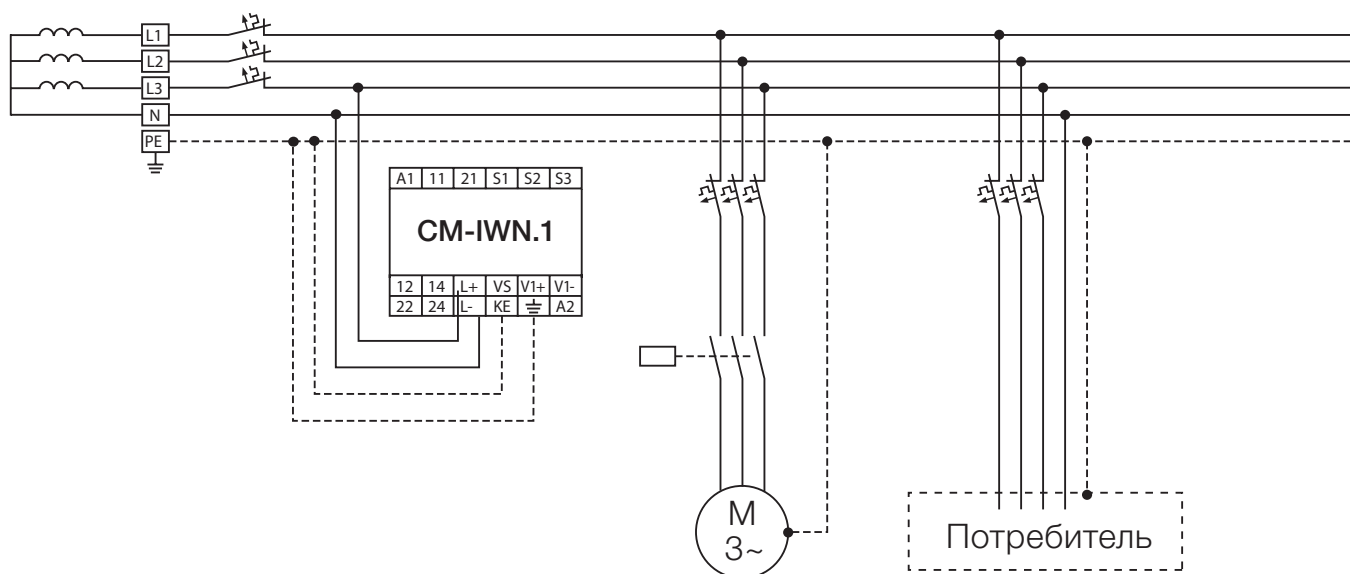 L1
L2
L3
N
PE
A1 11 21 S1 S2 S3
CM-IWN.1
12 14 L+ VS V1+ V1-
22 24 L- KE A2
M
3~
Потребитель